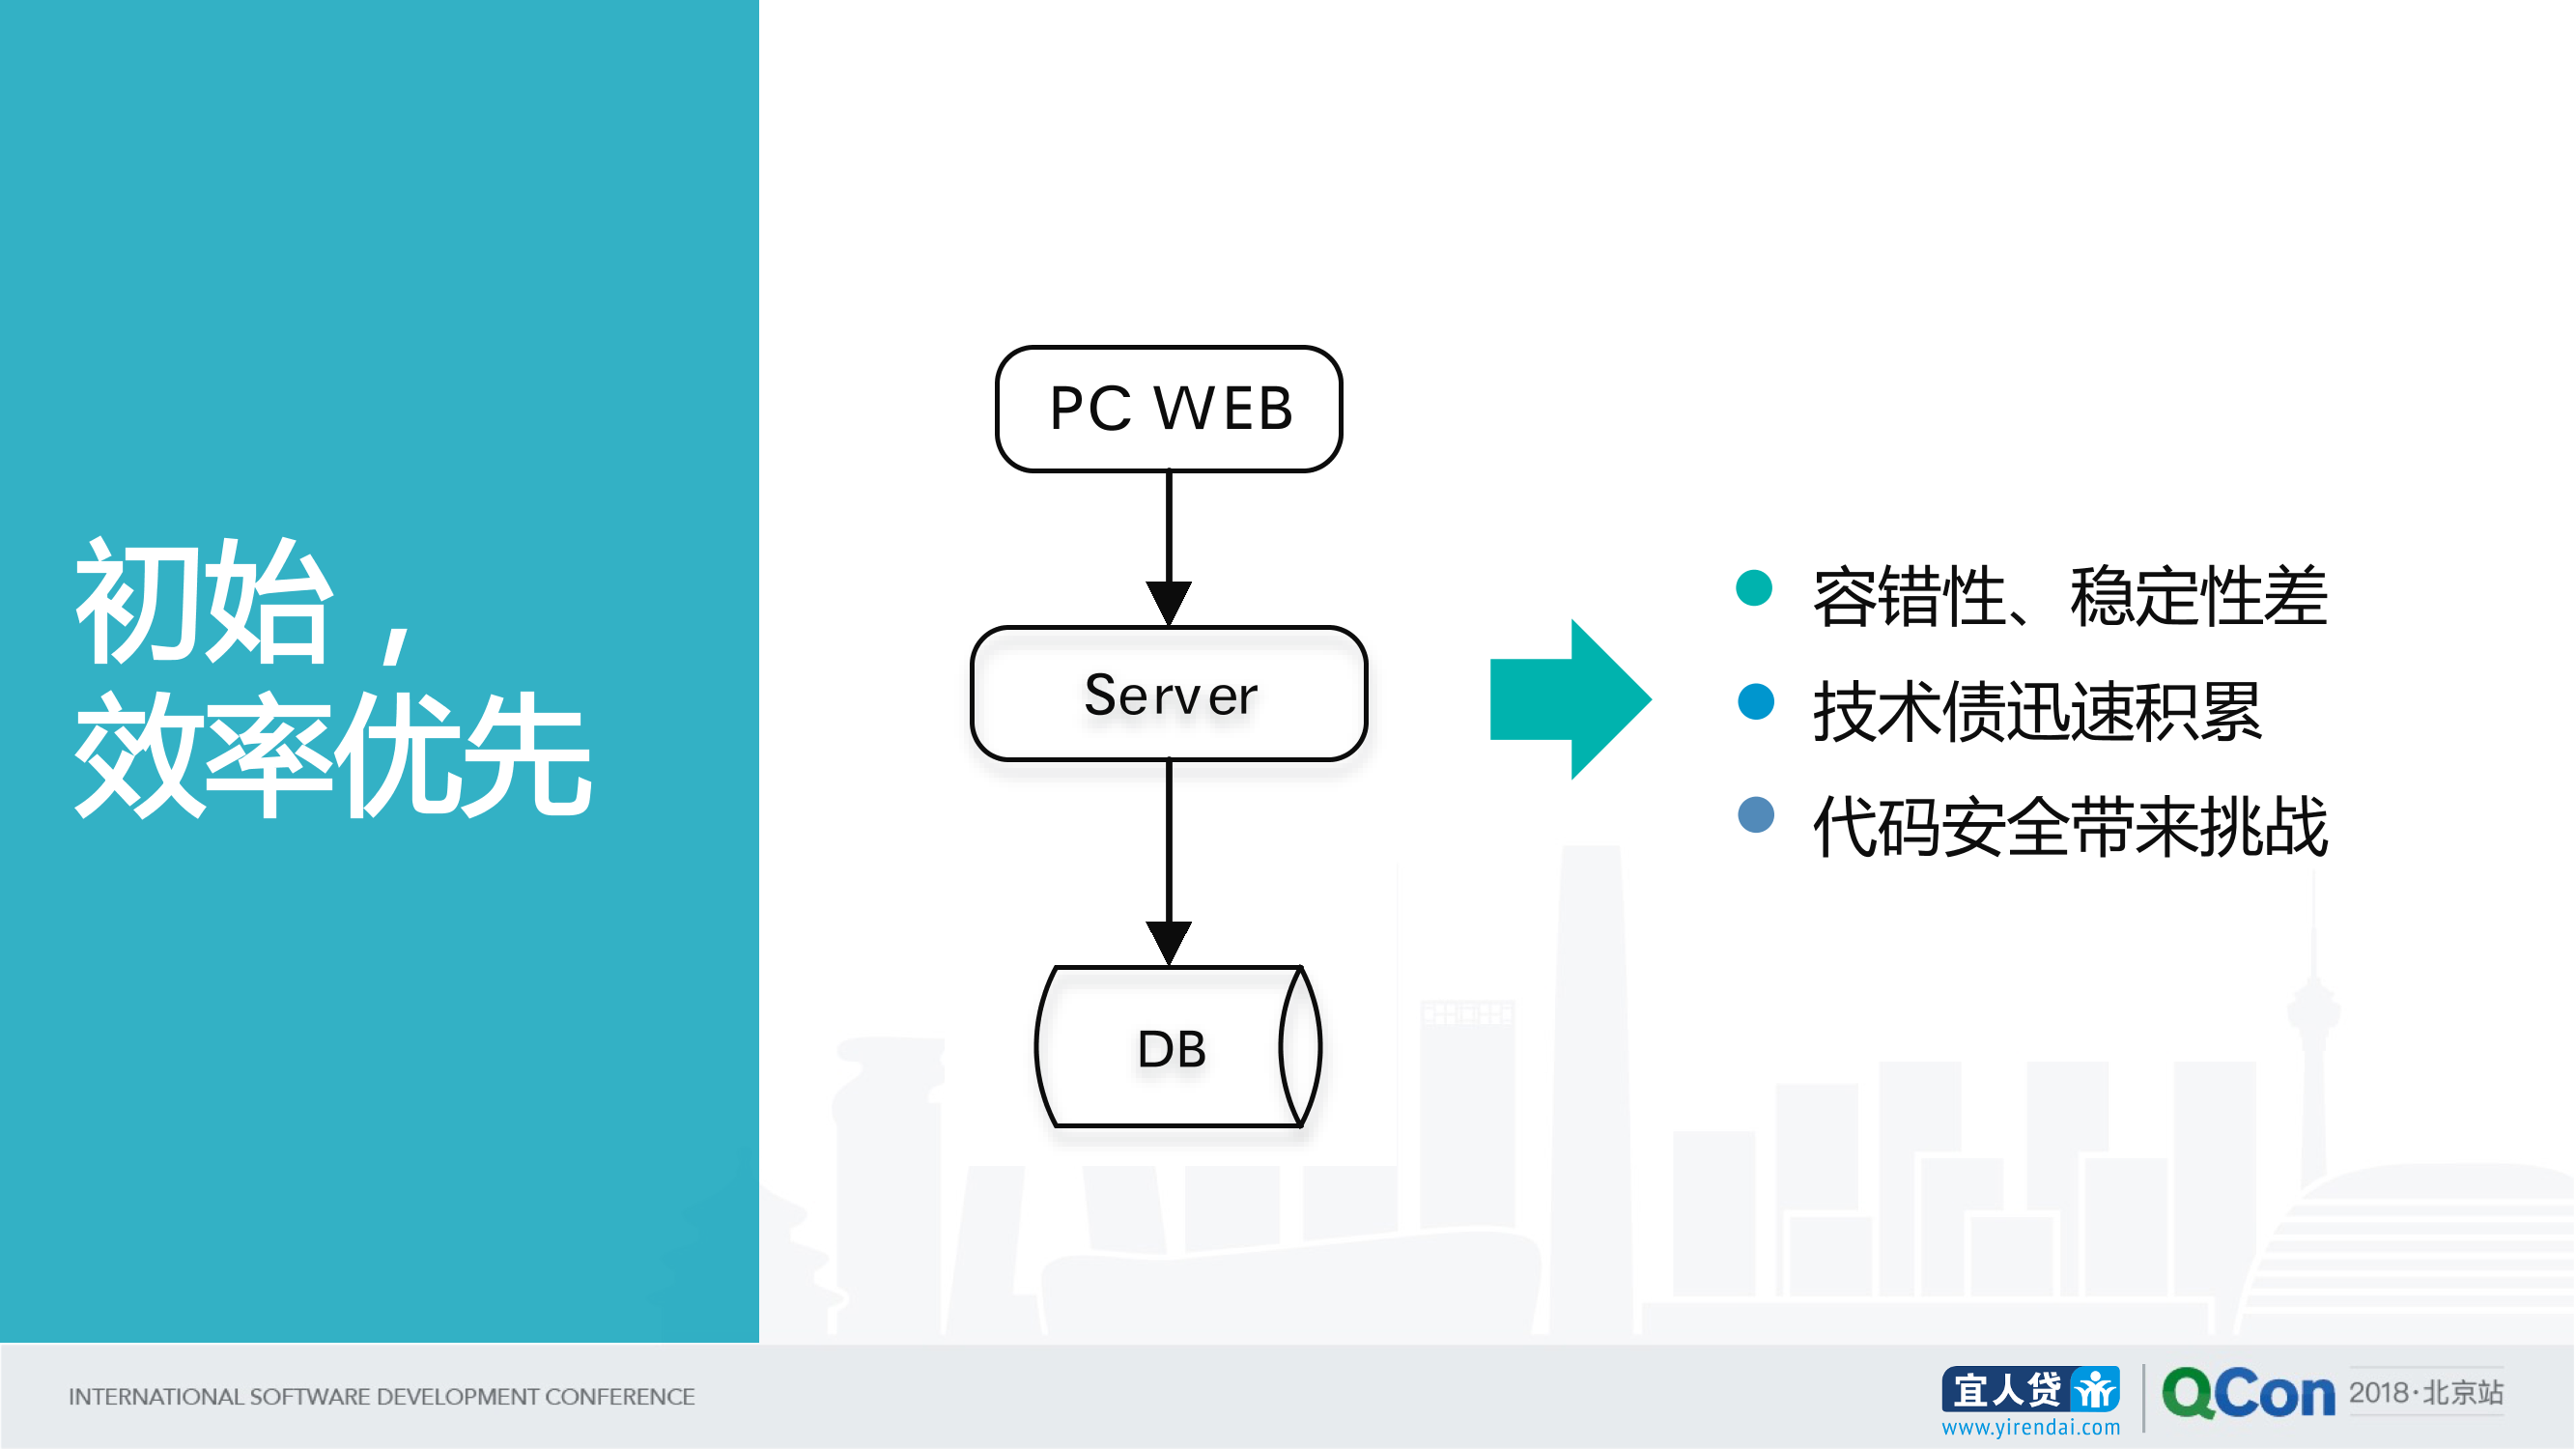 初始，
效率优先
PC WEB
Server
DB
容错性、稳定性差
技术债迅速积累
代码安全带来挑战
INTERNATIONAL SOFTWARE DEVELOPMENT CONFERENCE
宜人贷
www.yirendai.com
QCon 2018·北京站